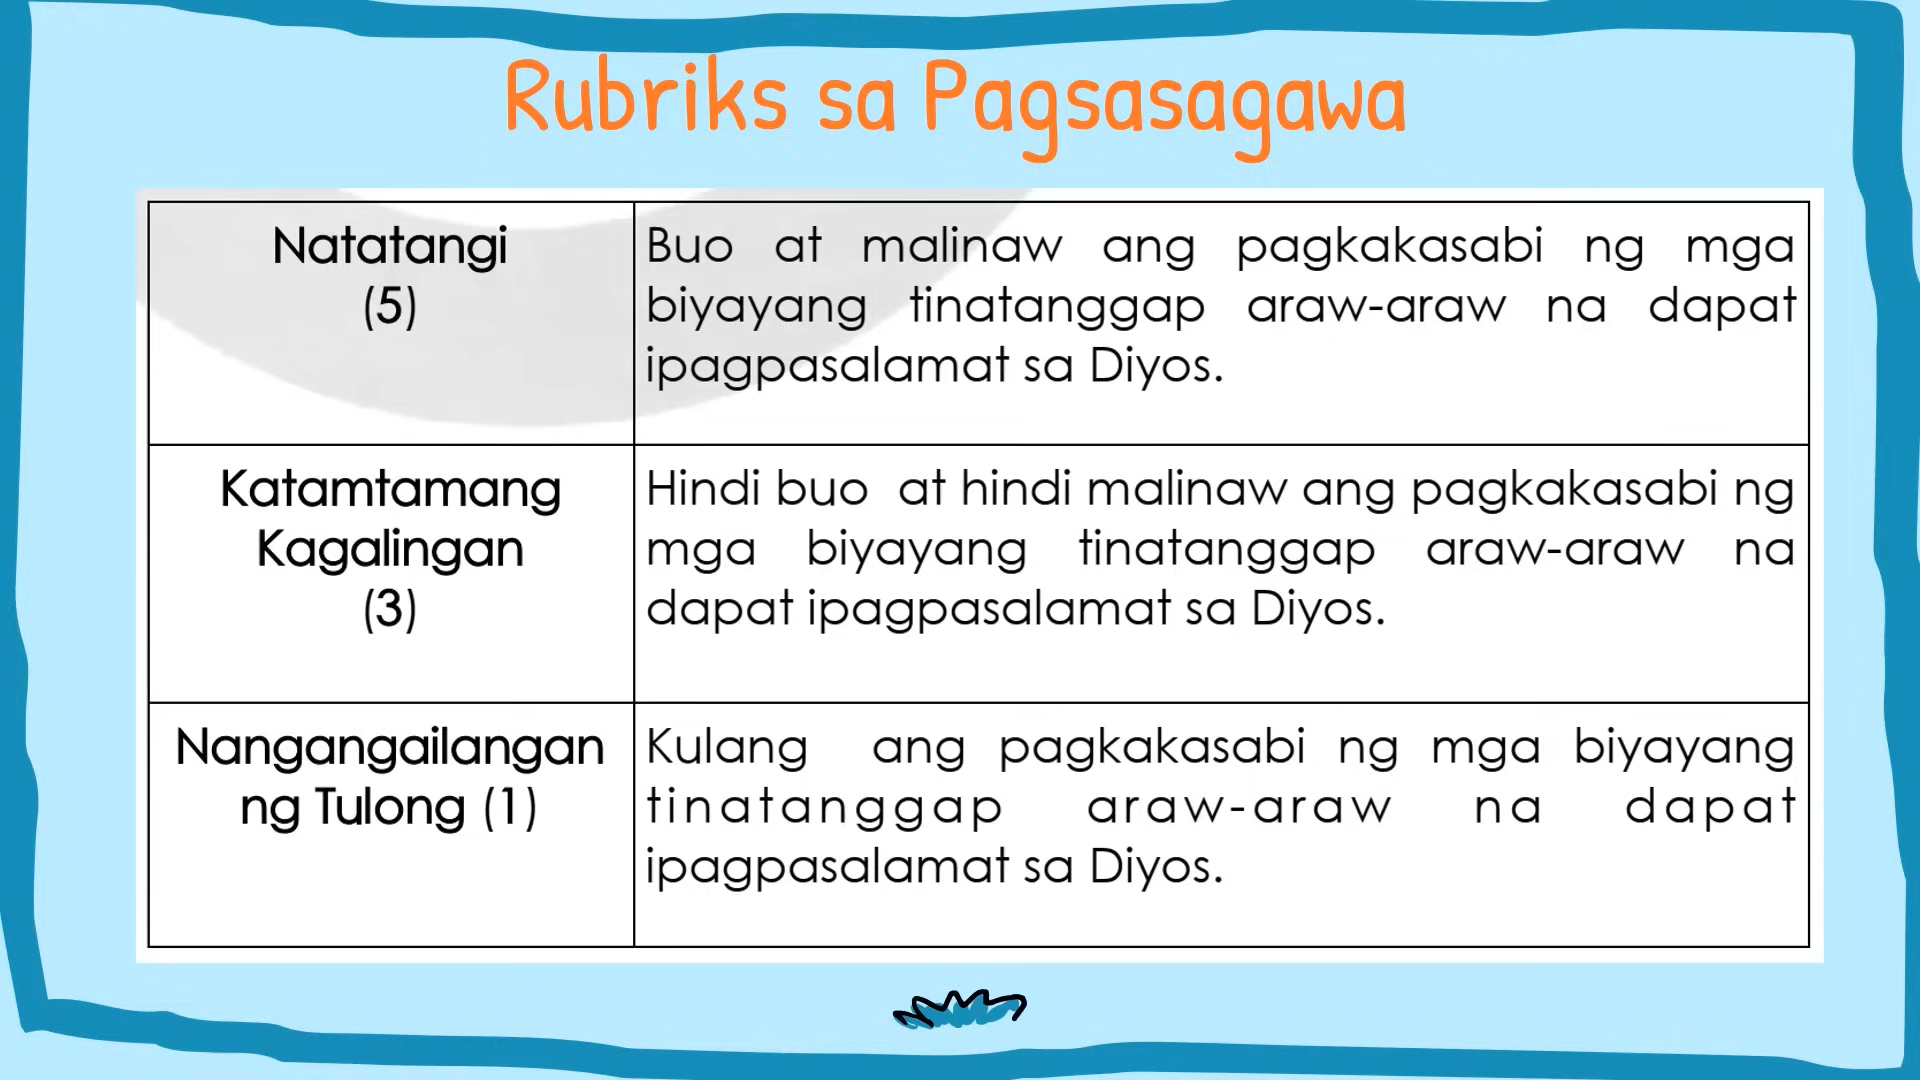 Rubriks sa Pagsasagawa
Natatangi
(5)
Buo at malinaw ang pagkakasabi ng mga
biyayang tinatanggap araw-araw na dapat
ipagpasalamat sa Diyos.
Katamtamang
Kagalingan
(3)
Hindi buo at hindi malinaw ang pagkakasabi ng
mga biyayang tinatanggap araw-araw na
dapat ipagpasalamat sa Diyos.
Nangangailangan
ng Tulong (1)
Kulang ang pagkakasabi ng mga biyayang
tinatanggap araw-araw na dapat
ipagpasalamat sa Diyos.